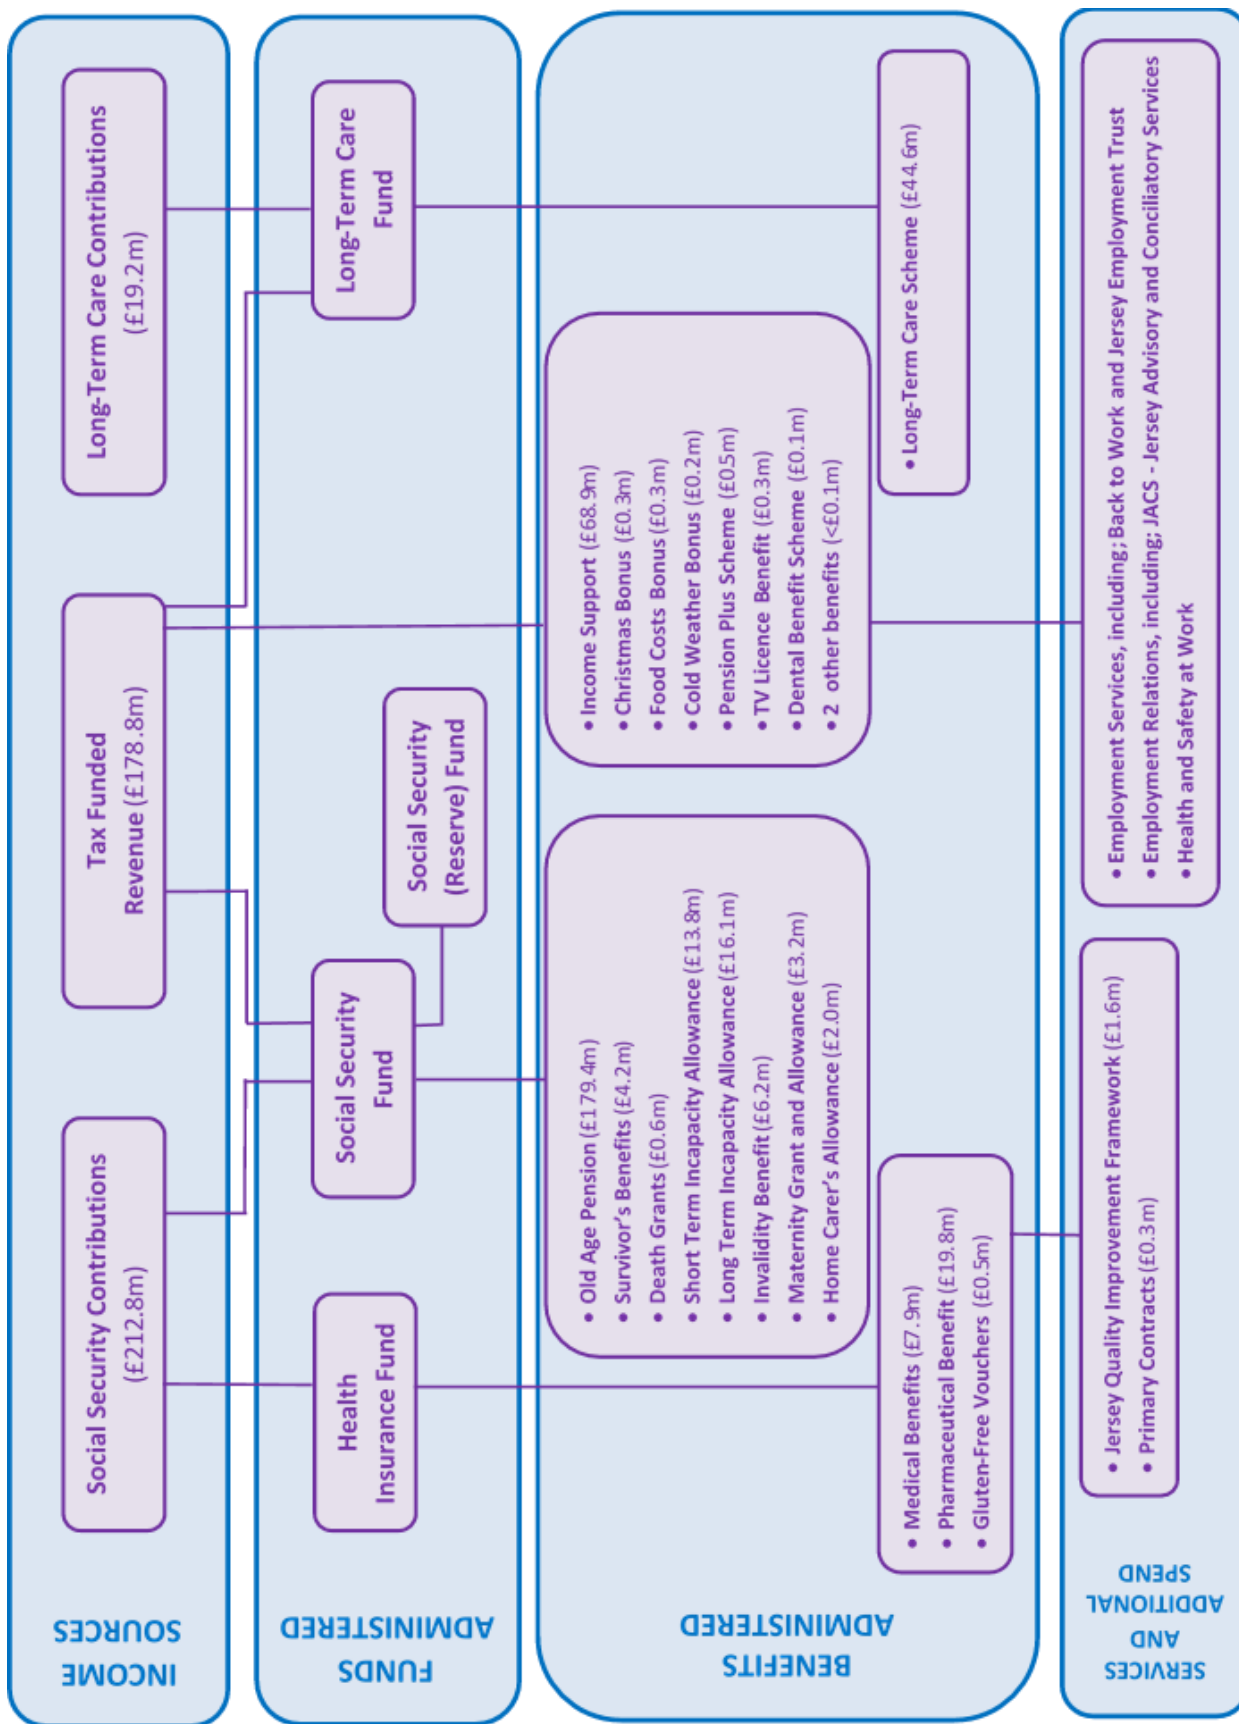 INCOME
SOURCES
Social Security Contributions
(£212.8m)
Tax Funded
Revenue (£178.8m)
Long-Term Care Contributions
(£19.2m)
FUNDS
ADMINISTERED
Health
Insurance Fund
Social Security
Fund
Social Security
(Reserve) Fund
Long-Term Care
Fund
BENEFITS
ADMINISTERED
• Old Age Pension (£179.4m)
• Survivor's Benefits (£4.2m)
• Death Grants (£0.6m)
• Short Term Incapacity Allowance (£13.8m)
• Long Term Incapacity Allowance (£16.1m)
• Invalidity Benefit (£6.2m)
• Maternity Grant and Allowance (£3.2m)
• Home Carer's Allowance (£2.0m)
• Income Support (£68.9m)
• Christmas Bonus (£0.3m)
• Food Costs Bonus (£0.3m)
• Cold Weather Bonus (£0.2m)
• Pension Plus Scheme (£0.5m)
• TV Licence Benefit (£0.3m)
• Dental Benefit Scheme (£0.1m)
• 2 other benefits (<£0.1m)
• Medical Benefits (£7.9m)
• Pharmaceutical Benefit (£19.8m)
• Gluten-Free Vouchers (£0.5m)
• Long-Term Care Scheme (£44.6m)
SERVICES
AND
ADDITIONAL
SPEND
• Jersey Quality Improvement Framework (£1.6m)
• Primary Contracts (£0.3m)
• Employment Services, including; Back to Work and Jersey Employment Trust
• Employment Relations, including; JACS - Jersey Advisory and Conciliatory Services
• Health and Safety at Work